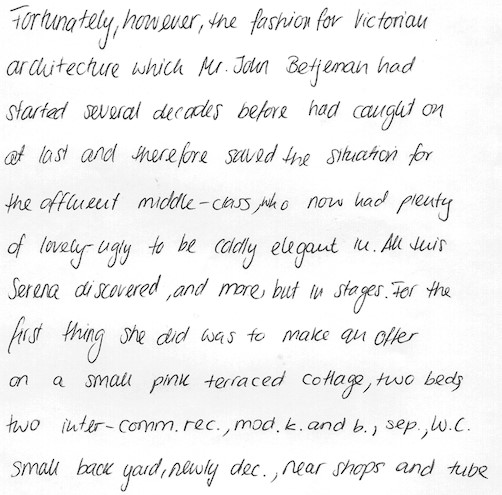 Fortunately, however, the fashion for Victorian
architecture which Mr. John Betjeman had
started several decades before had caught on
at last and therefore saved the situation for
the affluent middle-class, who now had plenty
of lovely-ugly to be coldly elegant in. All this
Serena discovered, and more, but in stages. For the
first thing she did was to make an offer
on a small pink terraced cottage, two beds,
two inter-comm. rec., mod. k. and b., sep., W.C.
small back yard, newly dec., near shops and tube